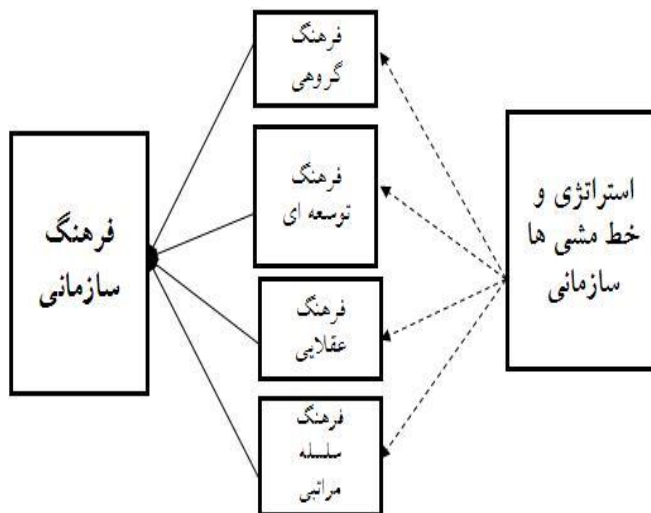 استراتژی و
خط مشی ها
سازمانی
فرهنگ
گروهی
فرهنگ
توسعه ای
فرهنگ
عقلایی
فرهنگ
سلسله
مراتبی
فرهنگ
سازمانی